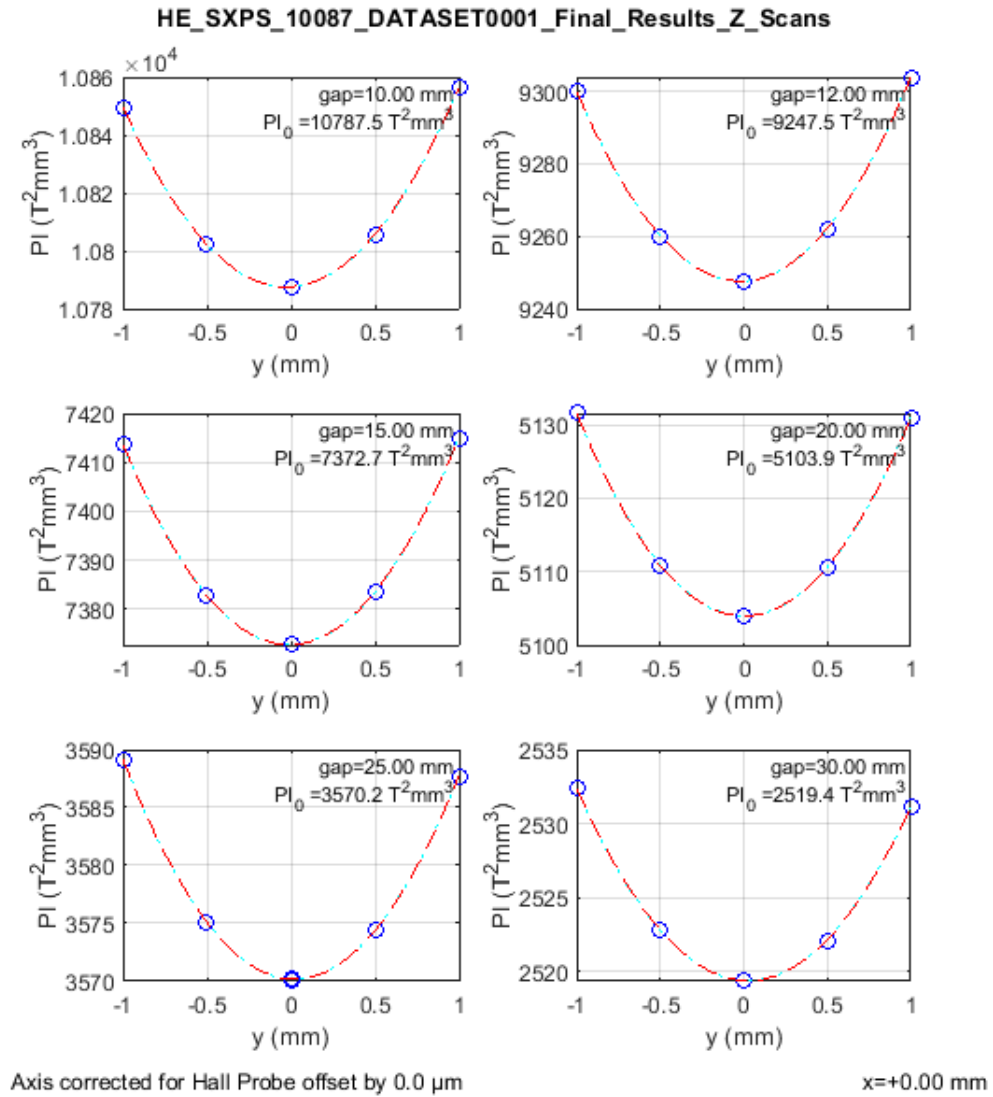 HE_SXPS_10087_DATASET0001_Final_Results_Z_Scans
×10⁴
1.086
1.084
1.082
1.08
1.078
PI (T²mm³)
gap=10.00 mm
PI₀ =10787.5 T²mm³
-1 -0.5 0 0.5 1
y (mm)
9300
9280
9260
9240
PI (T²mm³)
gap=12.00 mm
PI₀ =9247.5 T²mm³
-1 -0.5 0 0.5 1
y (mm)
7420
7410
7400
7390
7380
PI (T²mm³)
gap=15.00 mm
PI₀ =7372.7 T²mm³
-1 -0.5 0 0.5 1
y (mm)
5130
5120
5110
5100
PI (T²mm³)
gap=20.00 mm
PI₀ =5103.9 T²mm³
-1 -0.5 0 0.5 1
y (mm)
3590
3585
3580
3575
3570
PI (T²mm³)
gap=25.00 mm
PI₀ =3570.2 T²mm³
-1 -0.5 0 0.5 1
y (mm)
2535
2530
2525
2520
PI (T²mm³)
gap=30.00 mm
PI₀ =2519.4 T²mm³
-1 -0.5 0 0.5 1
y (mm)
Axis corrected for Hall Probe offset by 0.0 µm
x=+0.00 mm